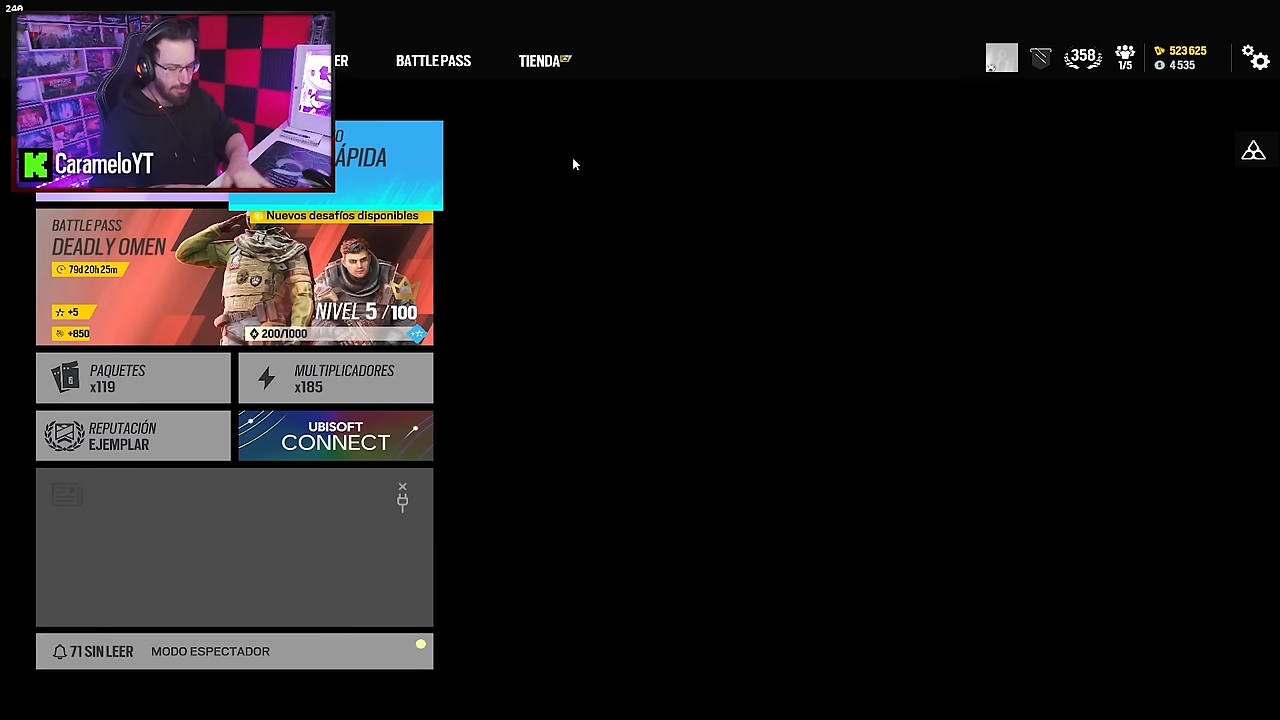 240
ER
BATTLE PASS
TIENDA
358
1/5
523 625
4 535
CarameloYT
O
ÁPIDA
Nuevos desafíos disponibles
BATTLE PASS
DEADLY OMEN
79d 20h 25m
+5
NIVEL 5 / 100
+850
200/1000
PAQUETES
x119
MULTIPLICADORES
x185
REPUTACIÓN
EJEMPLAR
UBISOFT
CONNECT
71 SIN LEER
MODO ESPECTADOR